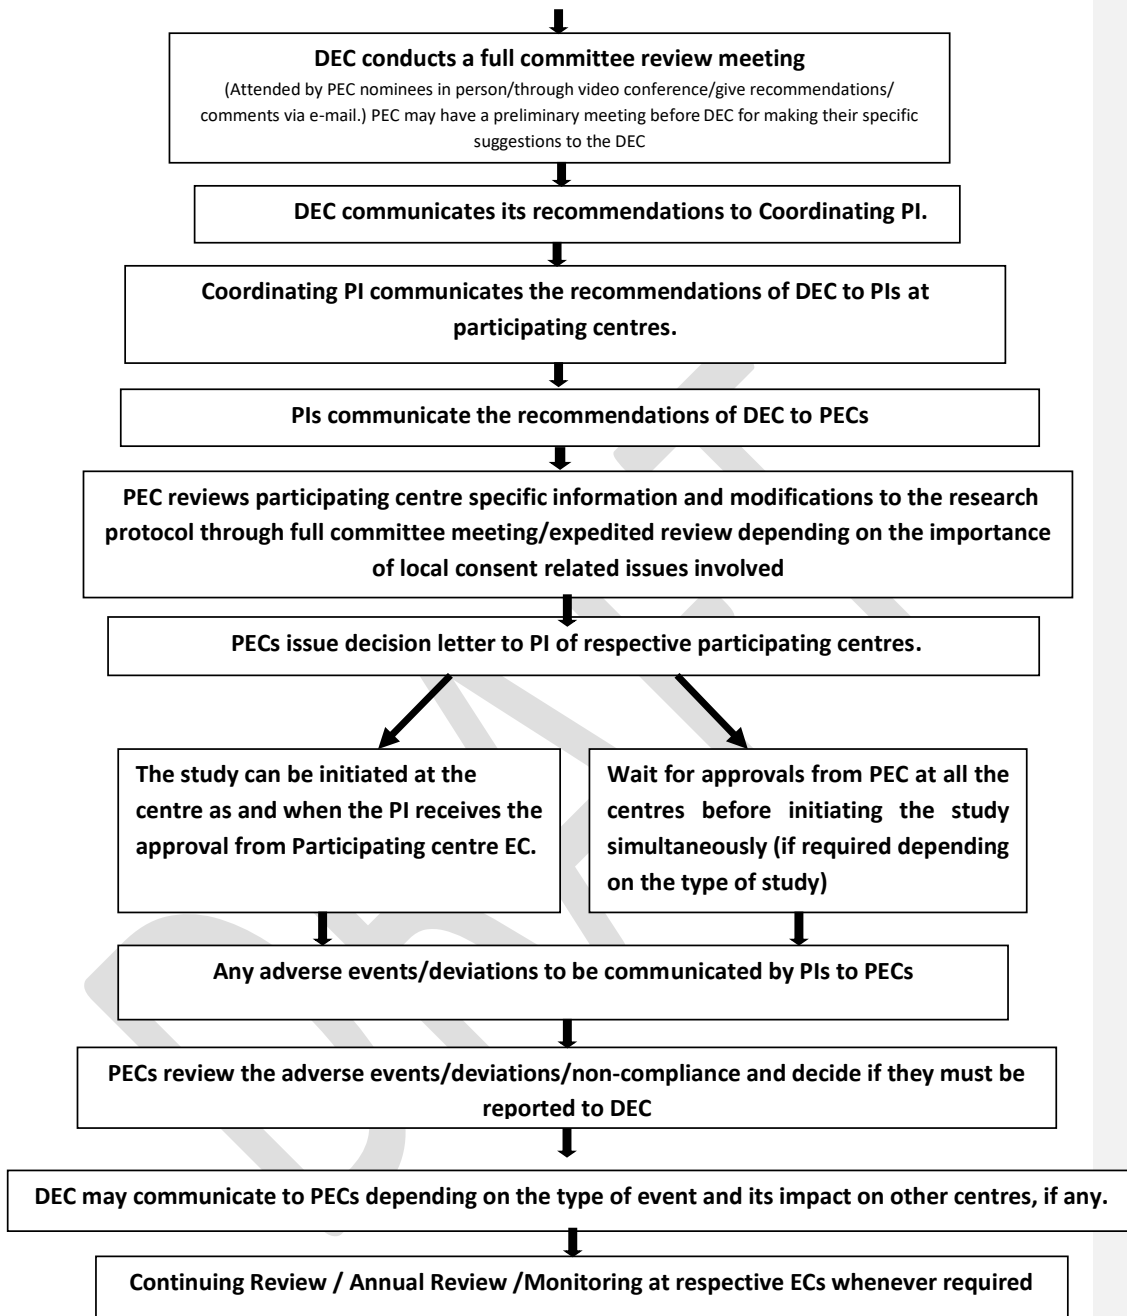 DEC conducts a full committee review meeting
(Attended by PEC nominees in person/through video conference/give recommendations/
comments via e-mail.) PEC may have a preliminary meeting before DEC for making their specific
suggestions to the DEC
DEC communicates its recommendations to Coordinating PI.
Coordinating PI communicates the recommendations of DEC to PIs at
participating centres.
PIs communicate the recommendations of DEC to PECs
PEC reviews participating centre specific information and modifications to the research
protocol through full committee meeting/expedited review depending on the importance
of local consent related issues involved
PECs issue decision letter to PI of respective participating centres.
The study can be initiated at the
centre as and when the PI receives the
approval from Participating centre EC.
Wait for approvals from PEC at all the
centres before initiating the study
simultaneously (if required depending
on the type of study)
Any adverse events/deviations to be communicated by PIs to PECs
PECs review the adverse events/deviations/non-compliance and decide if they must be
reported to DEC
DEC may communicate to PECs depending on the type of event and its impact on other centres, if any.
Continuing Review / Annual Review /Monitoring at respective ECs whenever required
DRAFT